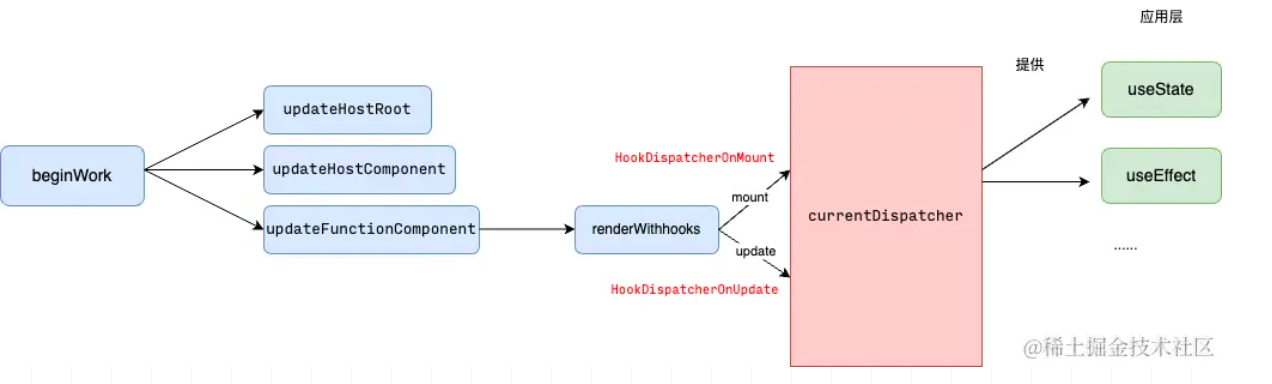 应用层
提供
useState
updateHostRoot
beginWork
updateHostComponent
HookDispatcherOnMount
useEffect
mount
updateFunctionComponent
renderWithhooks
currentDispatcher
update
......
HookDispatcherOnUpdate
@稀土掘金技术社区